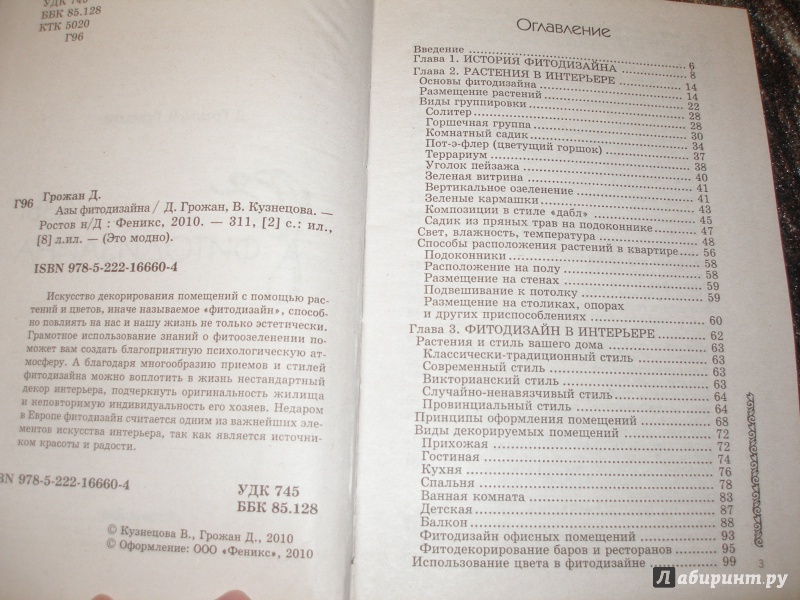 УДК 745
ББК 85.128
КТК 5020
Г96
Грожан Д.
Г96 Азы фитодизайна / Д. Грожан, В. Кузнецова. —
Ростов н/Д : Феникс, 2010. — 311, [2] с.: ил.,
[8] л.ил. — (Это модно).
ISBN 978-5-222-16660-4
Искусство декорирования помещений с помощью рас-
тений и цветов, иначе называемое «фитодизайн», способ-
но повлиять на нас и нашу жизнь не только эстетически.
Грамотное использование знаний о фитоозеленении по-
может вам создать благоприятную психологическую ат-
мосферу. А благодаря многообразию приемов и стилей
фитодизайна можно воплотить в жизнь нестандартный
декор интерьера, подчеркнуть оригинальность жилища
и неповторимую индивидуальность его хозяев. Недаром
в Европе фитодизайн считается одним из важнейших эле-
ментов искусства интерьера, так как является источни-
ком красоты и радости.
SBN 978-5-222-16660-4
УДК 745
ББК 85.128
© Кузнецова В., Грожан Д., 2010
© Оформление: ООО «Феникс», 2010
Оглавление
Введение 6
Глава 1. ИСТОРИЯ ФИТОДИЗАЙНА 8
Глава 2. РАСТЕНИЯ В ИНТЕРЬЕРЕ 14
Основы фитодизайна 14
Размещение растений 22
Виды группировки 28
Солитер 28
Горшечная группа 30
Комнатный садик 34
Пот-э-флер (цветущий горшок) 37
Террариум 38
Уголок пейзажа 40
Зеленая витрина 41
Вертикальное озеленение 41
Зеленые кармашки 43
Композиции в стиле «дабл» 45
Садик из пряных трав на подоконнике 47
Свет, влажность, температура 48
Способы расположения растений в квартире 56
Подоконники 58
Расположение на полу 58
Размещение на стенах 59
Подвешивание к потолку 59
Размещение на столиках, опорах
и других приспособлениях 60
Глава 3. ФИТОДИЗАЙН В ИНТЕРЬЕРЕ 62
Растения и стиль вашего дома 63
Классически-традиционный стиль 63
Современный стиль 63
Викторианский стиль 63
Случайно-ненавязчивый стиль 64
Провинциальный стиль 64
Принципы оформления помещений 68
Виды декорируемых помещений 72
Прихожая 72
Гостиная 74
Кухня 76
Спальня 78
Ванная комната 83
Детская 87
Балкон 88
Фитодизайн офисных помещений 93
Фитодекорирование баров и ресторанов 95
Использование цвета в фитодизайне 99
3
Лабиринт.ру